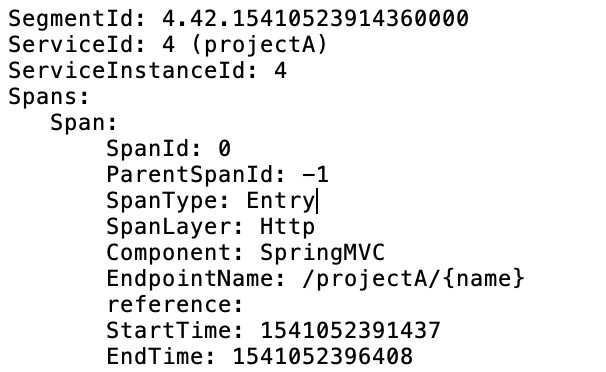 SegmentId: 4.42.15410523914360000
ServiceId: 4 (projectA)
ServiceInstanceId: 4
Spans:
Span:
SpanId: 0
ParentSpanId: -1
SpanType: Entry
SpanLayer: Http
Component: SpringMVC
EndpointName: /projectA/{name}
reference:
StartTime: 1541052391437
EndTime: 1541052396408